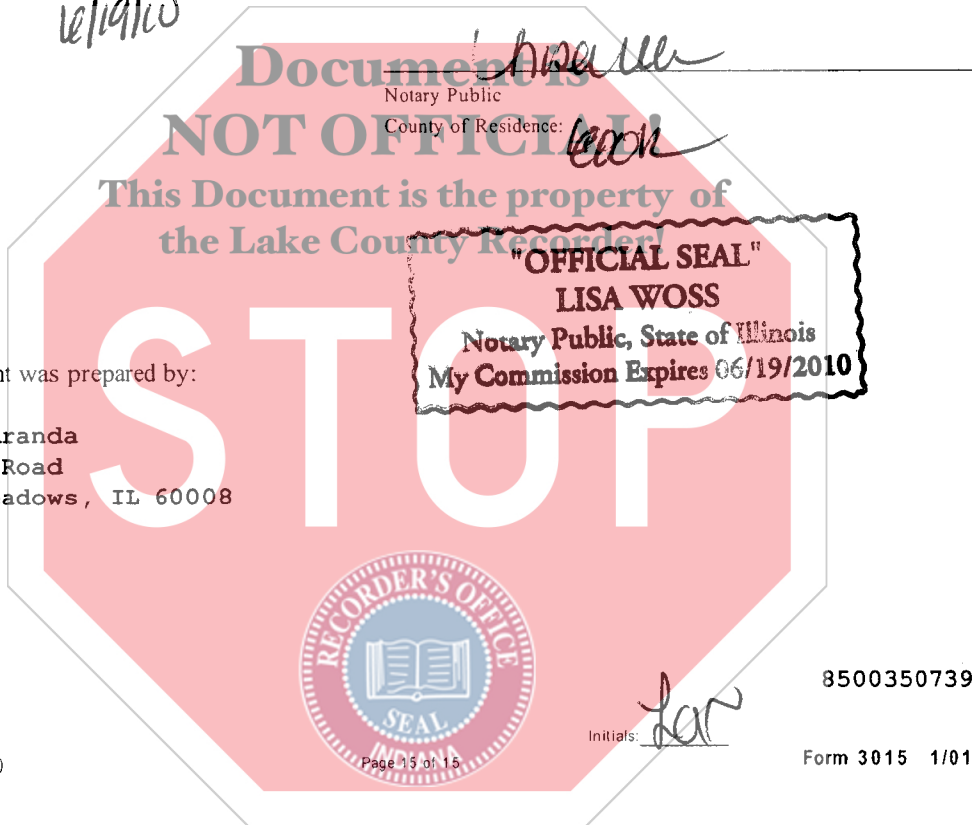 6/19/10
Document is
Notary Public
NOT OFFICIAL!
County of Residence: Cook
This Document is the property of
the Lake County Recorder!
"OFFICIAL SEAL"
LISA WOSS
Notary Public, State of Illinois
My Commission Expires 06/19/2010
STOP
nt was prepared by:
randa
Road
adows, IL 60008
RECORDER'S OFFICE
SEAL
INDIANA
8500350739
Initials:
Page 15 of 15
Form 3015 1/01
)